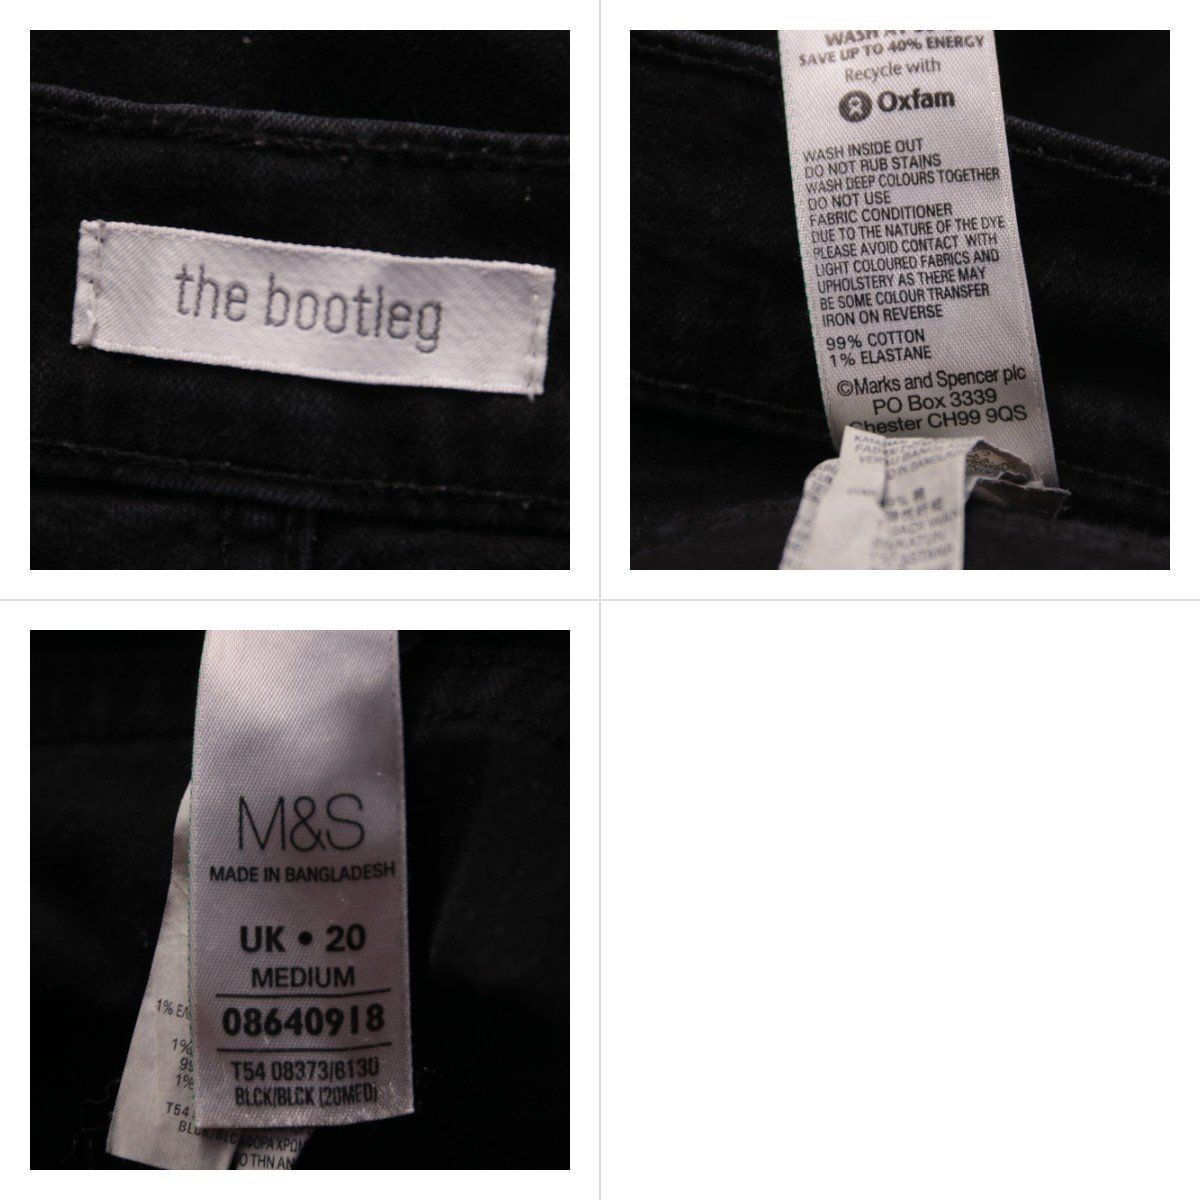 the bootleg
SAVE UP TO 40% ENERGY
Recycle with
Oxfam
WASH INSIDE OUT
DO NOT RUB STAINS
WASH DEEP COLOURS TOGETHER
DO NOT USE
FABRIC CONDITIONER
DUE TO THE NATURE OF THE DYE
PLEASE AVOID CONTACT WITH
LIGHT COLOURED FABRICS AND
UPHOLSTERY AS THERE MAY
BE SOME COLOUR TRANSFER
IRON ON REVERSE
99% COTTON
1% ELASTANE
©Marks and Spencer plc
PO Box 3339
Chester CH99 9QS
M&S
MADE IN BANGLADESH
UK • 20
MEDIUM
08640918
T54 08373/8130
BLCK/BLCK (20MED)
1%
1%
T54